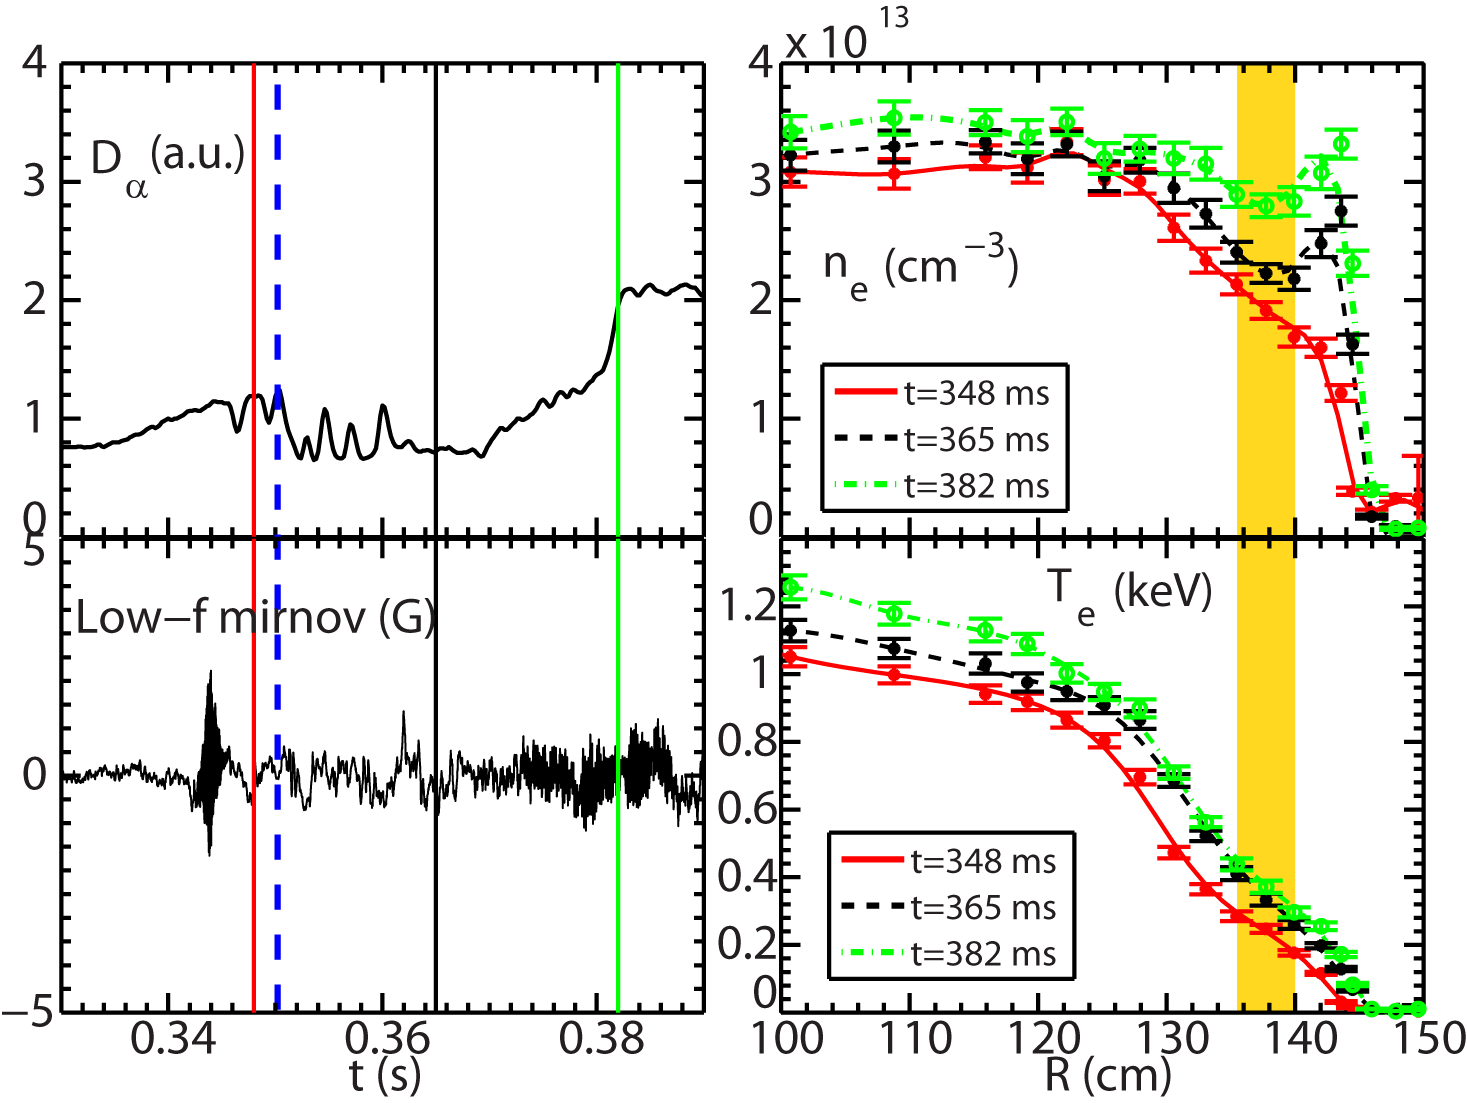 4
3
2
1
0
Dα (a.u.)
5
0
−5
Low−f mirnov (G)
0.34 0.36 0.38
t (s)
x 10 13
4
3
2
1
0
ne (cm−3)
t=348 ms
t=365 ms
t=382 ms
Te (keV)
1.2
1
0.8
0.6
0.4
0.2
0
t=348 ms
t=365 ms
t=382 ms
100 110 120 130 140 150
R (cm)